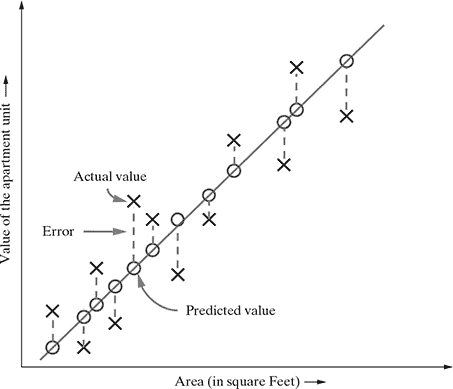 Value of the apartment unit
Actual value
Error
Predicted value
Area (in square Feet)